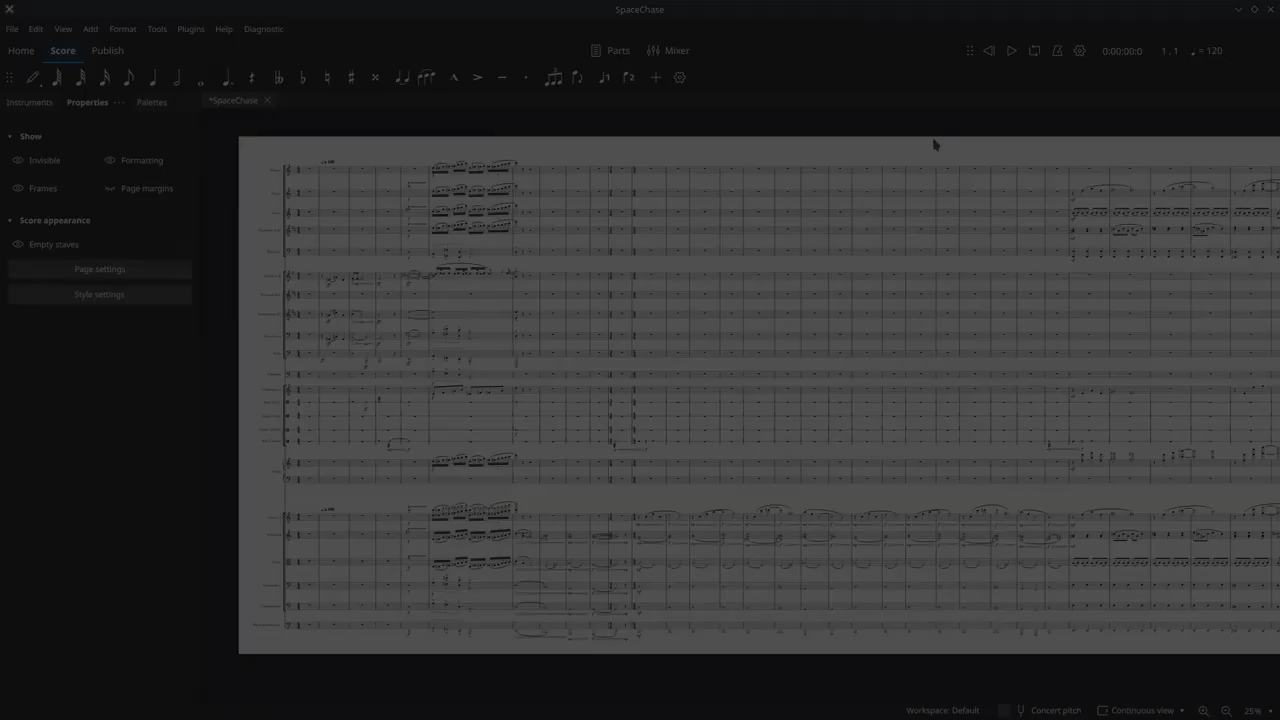 SpaceChase
File Edit View Add Format Tools Plugins Help Diagnostic
Home Score Publish Parts Mixer 0:00:00:0 1 . 1 = 120
Instruments Properties Palettes *SpaceChase
Show
Invisible Formatting
Frames Page margins
Score appearance
Empty staves
Page settings
Style settings
Workspace: Default Concert pitch Continuous view 25%